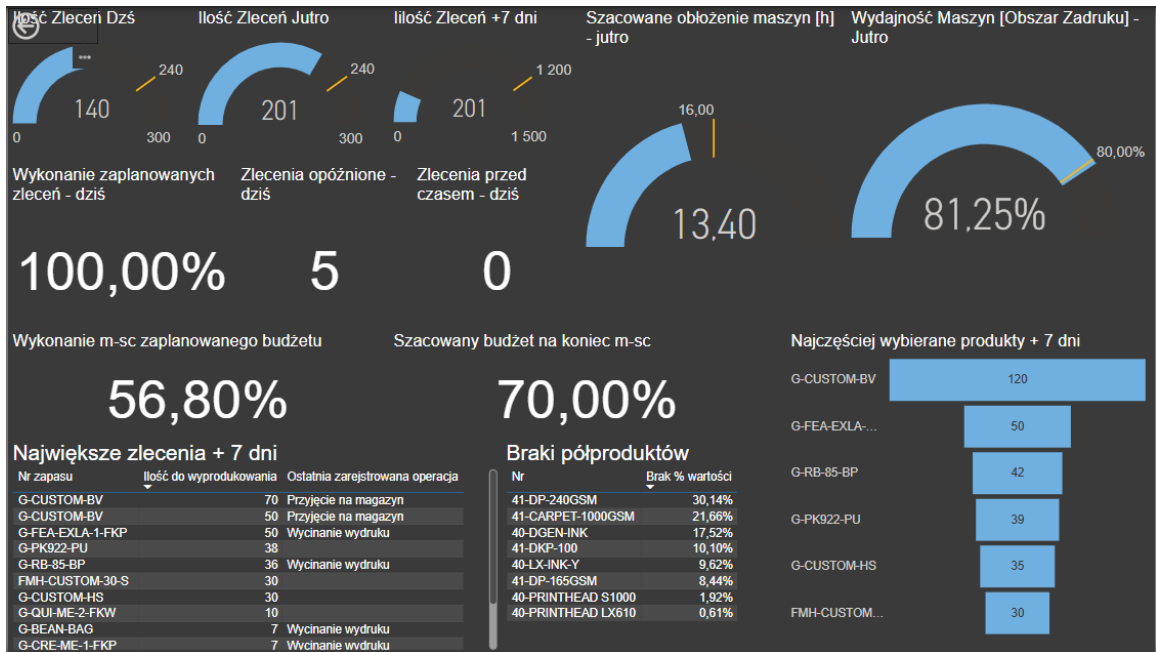 Ilość Zleceń Dzś
Ilość Zleceń Jutro
Iilość Zleceń +7 dni
Szacowane obłożenie maszyn [h]
- jutro
Wydajność Maszyn [Obszar Zadruku] -
Jutro
240
140
0
300
240
201
0
300
1 200
201
0
1 500
16,00
13,40
80,00%
81,25%
Wykonanie zaplanowanych
zleceń - dziś
Zlecenia opóźnione -
dziś
Zlecenia przed
czasem - dziś
100,00%
5
0
Wykonanie m-sc zaplanowanego budżetu
Szacowany budżet na koniec m-sc
56,80%
70,00%
Największe zlecenia + 7 dni
Nr zapasu Ilość do wyprodukowania Ostatnia zarejstrowana operacja
G-CUSTOM-BV 70 Przyjęcie na magazyn
G-CUSTOM-BV 50 Przyjęcie na magazyn
G-FEA-EXLA-1-FKP 50 Wycinanie wydruku
G-PK922-PU 38
G-RB-85-BP 36 Wycinanie wydruku
FMH-CUSTOM-30-S 30
G-CUSTOM-HS 30
G-QUI-ME-2-FKW 10
G-BEAN-BAG 7 Wycinanie wydruku
G-CRE-ME-1-FKP 7 Wycinanie wydruku
Braki półproduktów
Nr Brak % wartości
41-DP-240GSM 30,14%
41-CARPET-1000GSM 21,66%
40-DGEN-INK 17,52%
41-DKP-100 10,10%
40-LX-INK-Y 9,62%
41-DP-165GSM 8,44%
40-PRINTHEAD S1000 1,92%
40-PRINTHEAD LX610 0,61%
Najczęściej wybierane produkty + 7 dni
G-CUSTOM-BV 120
G-FEA-EXLA-... 50
G-RB-85-BP 42
G-PK922-PU 39
G-CUSTOM-HS 35
FMH-CUSTOM... 30